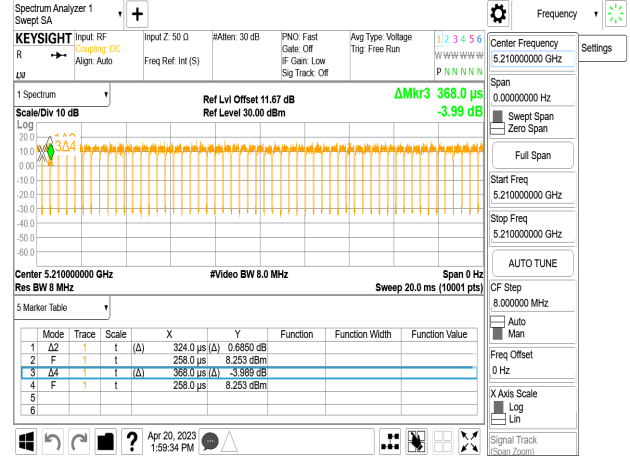 Spectrum Analyzer 1
Swept SA
Frequency
KEYSIGHT
R
Input: RF
Coupling: DC
Align: Auto
Input Z: 50 Ω
Freq Ref: Int (S)
#Atten: 30 dB
PNO: Fast
Gate: Off
IF Gain: Low
Sig Track: Off
Avg Type: Voltage
Trig: Free Run
1 2 3 4 5 6
W W W W W W
P N N N N N
1 Spectrum
Scale/Div 10 dB
Log
Ref Lvl Offset 11.67 dB
Ref Level 30.00 dBm
ΔMkr3 368.0 µs
-3.99 dB
20.0
10.0
0.00
-10.0
-20.0
-30.0
-40.0
-50.0
-60.0
3Δ4
Center 5.210000000 GHz
Res BW 8 MHz
#Video BW 8.0 MHz
Span 0 Hz
Sweep 20.0 ms (10001 pts)
5 Marker Table
Mode Trace Scale X Y Function Function Width Function Value
1 Δ2 1 t (Δ) 324.0 µs (Δ) 0.6850 dB
2 F 1 t 258.0 µs 8.253 dBm
3 Δ4 1 t (Δ) 368.0 µs (Δ) -3.989 dB
4 F 1 t 258.0 µs 8.253 dBm
5
6
Apr 20, 2023
1:59:34 PM
Center Frequency
5.210000000 GHz
Settings
Span
0.00000000 Hz
Swept Span
Zero Span
Full Span
Start Freq
5.210000000 GHz
Stop Freq
5.210000000 GHz
AUTO TUNE
CF Step
8.000000 MHz
Auto
Man
Freq Offset
0 Hz
X Axis Scale
Log
Lin
Signal Track
(Span Zoom)